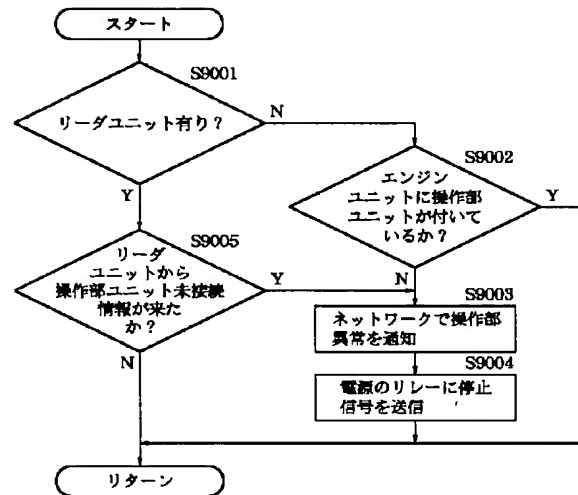 スタート
S9001
リーダユニット有り？
N
Y
S9002
エンジン
ユニットに操作部
ユニットが付いて
いるか？
Y
N
S9005
リーダ
ユニットから
操作部ユニット未接続
情報が来た
か？
Y
N
S9003
ネットワークで操作部
異常を通知
S9004
電源のリレーに停止
信号を送信
リターン